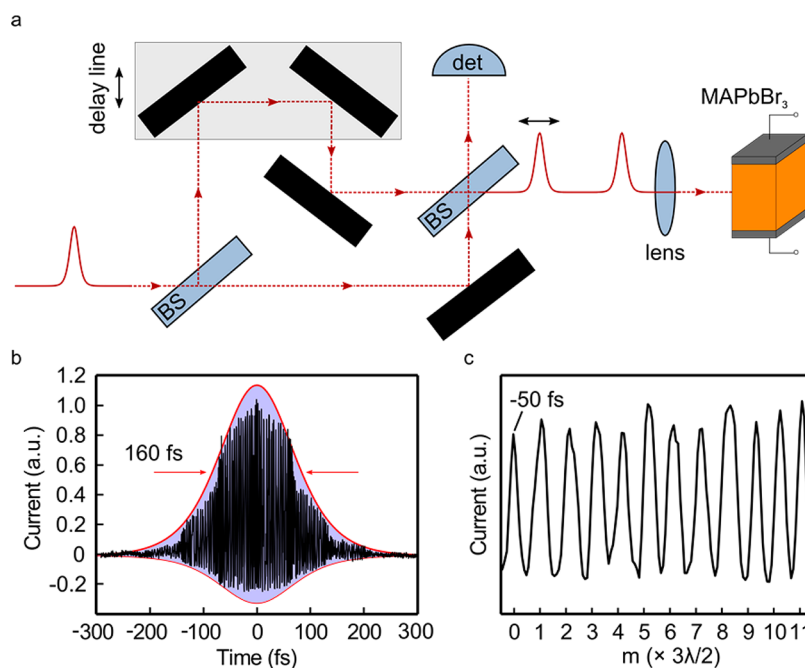 a
delay line
det
MAPbBr₃
BS
BS
lens
b
1.2
1.0
0.8
0.6
0.4
0.2
0
-0.2
Current (a.u.)
160 fs
-300 -200 -100 0 100 200 300
Time (fs)
c
-50 fs
Current (a.u.)
0 1 2 3 4 5 6 7 8 9 10 11
m (× 3λ/2)